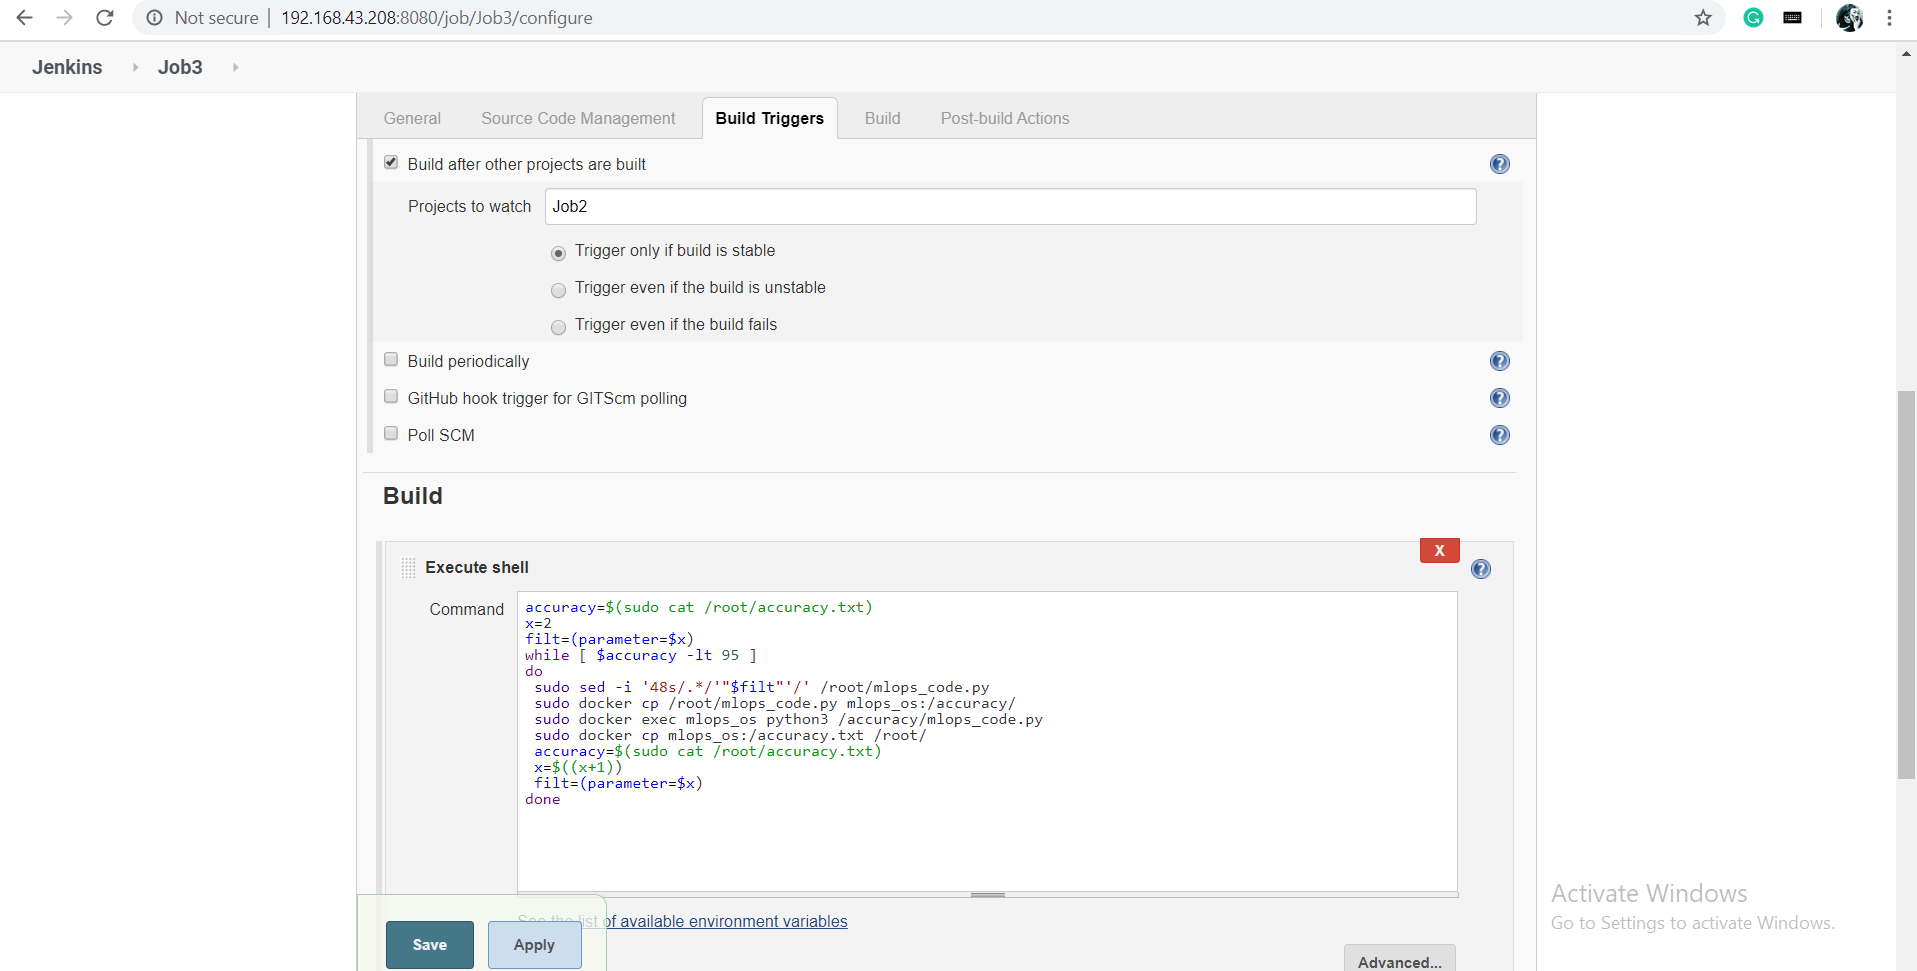 Not secure | 192.168.43.208:8080/job/Job3/configure
Jenkins Job3
General Source Code Management Build Triggers Build Post-build Actions
Build after other projects are built
Projects to watch Job2
Trigger only if build is stable
Trigger even if the build is unstable
Trigger even if the build fails
Build periodically
GitHub hook trigger for GITScm polling
Poll SCM
Build
X
Execute shell
Command
accuracy=$(sudo cat /root/accuracy.txt)
x=2
filt=(parameter=$x)
while [ $accuracy -lt 95 ]
do
sudo sed -i '48s/.*/'"$filt"'/' /root/mlops_code.py
sudo docker cp /root/mlops_code.py mlops_os:/accuracy/
sudo docker exec mlops_os python3 /accuracy/mlops_code.py
sudo docker cp mlops_os:/accuracy.txt /root/
accuracy=$(sudo cat /root/accuracy.txt)
x=$((x+1))
filt=(parameter=$x)
done
See the list of available environment variables
Save Apply
Advanced...
Activate Windows
Go to Settings to activate Windows.